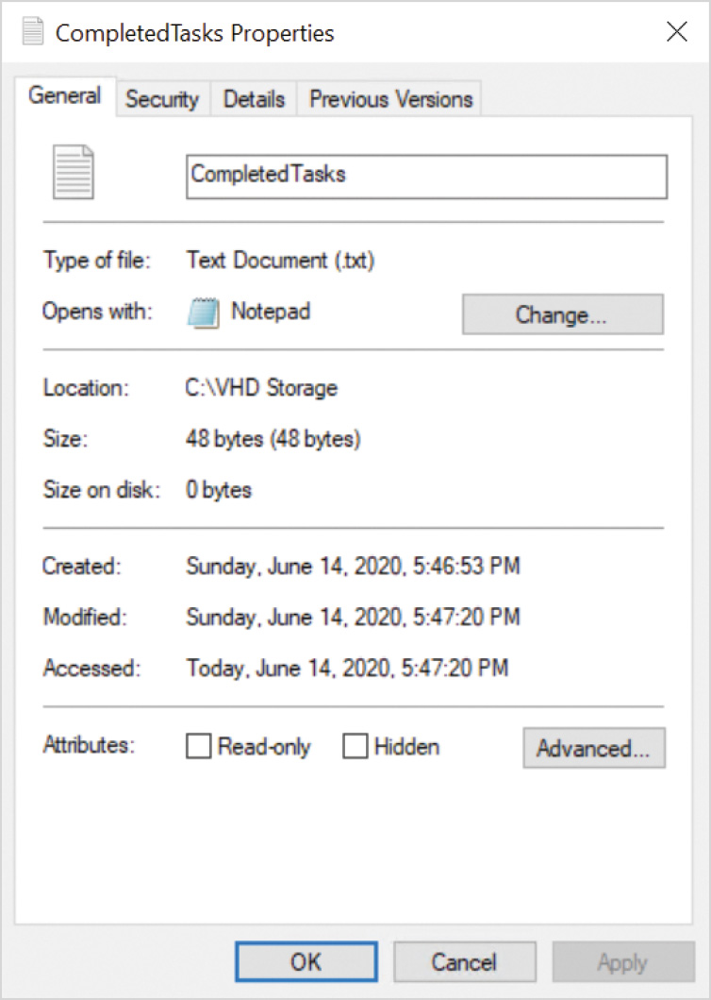 CompletedTasks Properties
General Security Details Previous Versions
CompletedTasks
Type of file: Text Document (.txt)
Opens with: Notepad Change...
Location: C:\VHD Storage
Size: 48 bytes (48 bytes)
Size on disk: 0 bytes
Created: Sunday, June 14, 2020, 5:46:53 PM
Modified: Sunday, June 14, 2020, 5:47:20 PM
Accessed: Today, June 14, 2020, 5:47:20 PM
Attributes: Read-only Hidden Advanced...
OK Cancel Apply